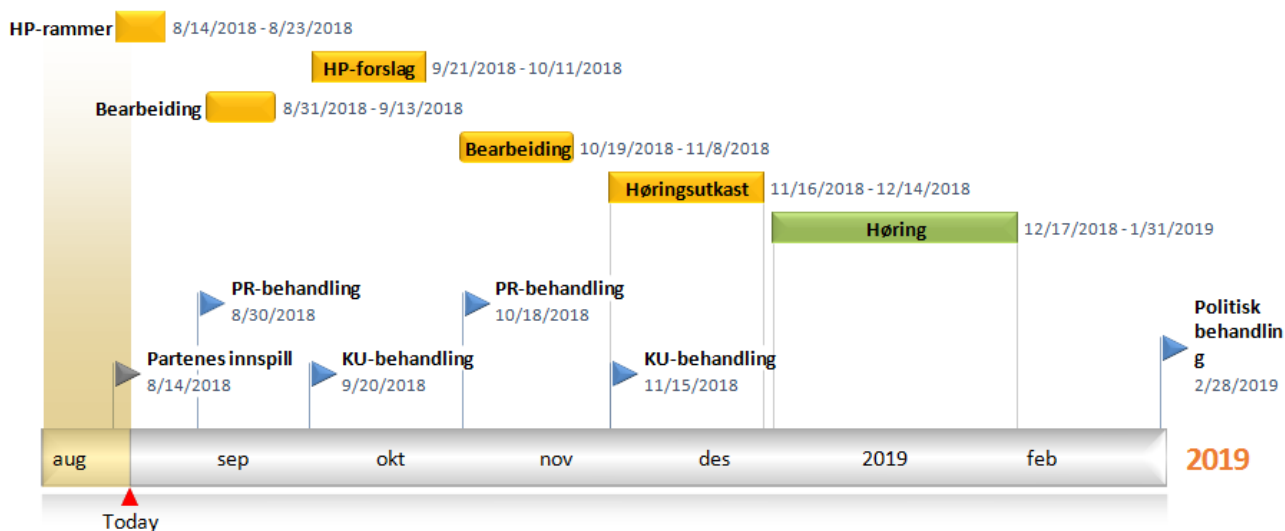 HP-rammer
8/14/2018 - 8/23/2018
HP-forslag
9/21/2018 - 10/11/2018
Bearbeiding
8/31/2018 - 9/13/2018
Bearbeiding
10/19/2018 - 11/8/2018
Høringsutkast
11/16/2018 - 12/14/2018
Høring
12/17/2018 - 1/31/2019
PR-behandling
8/30/2018
PR-behandling
10/18/2018
Politisk
behandlin
g
2/28/2019
Partenes innspill
8/14/2018
KU-behandling
9/20/2018
KU-behandling
11/15/2018
aug
sep
okt
nov
des
2019
feb
2019
Today